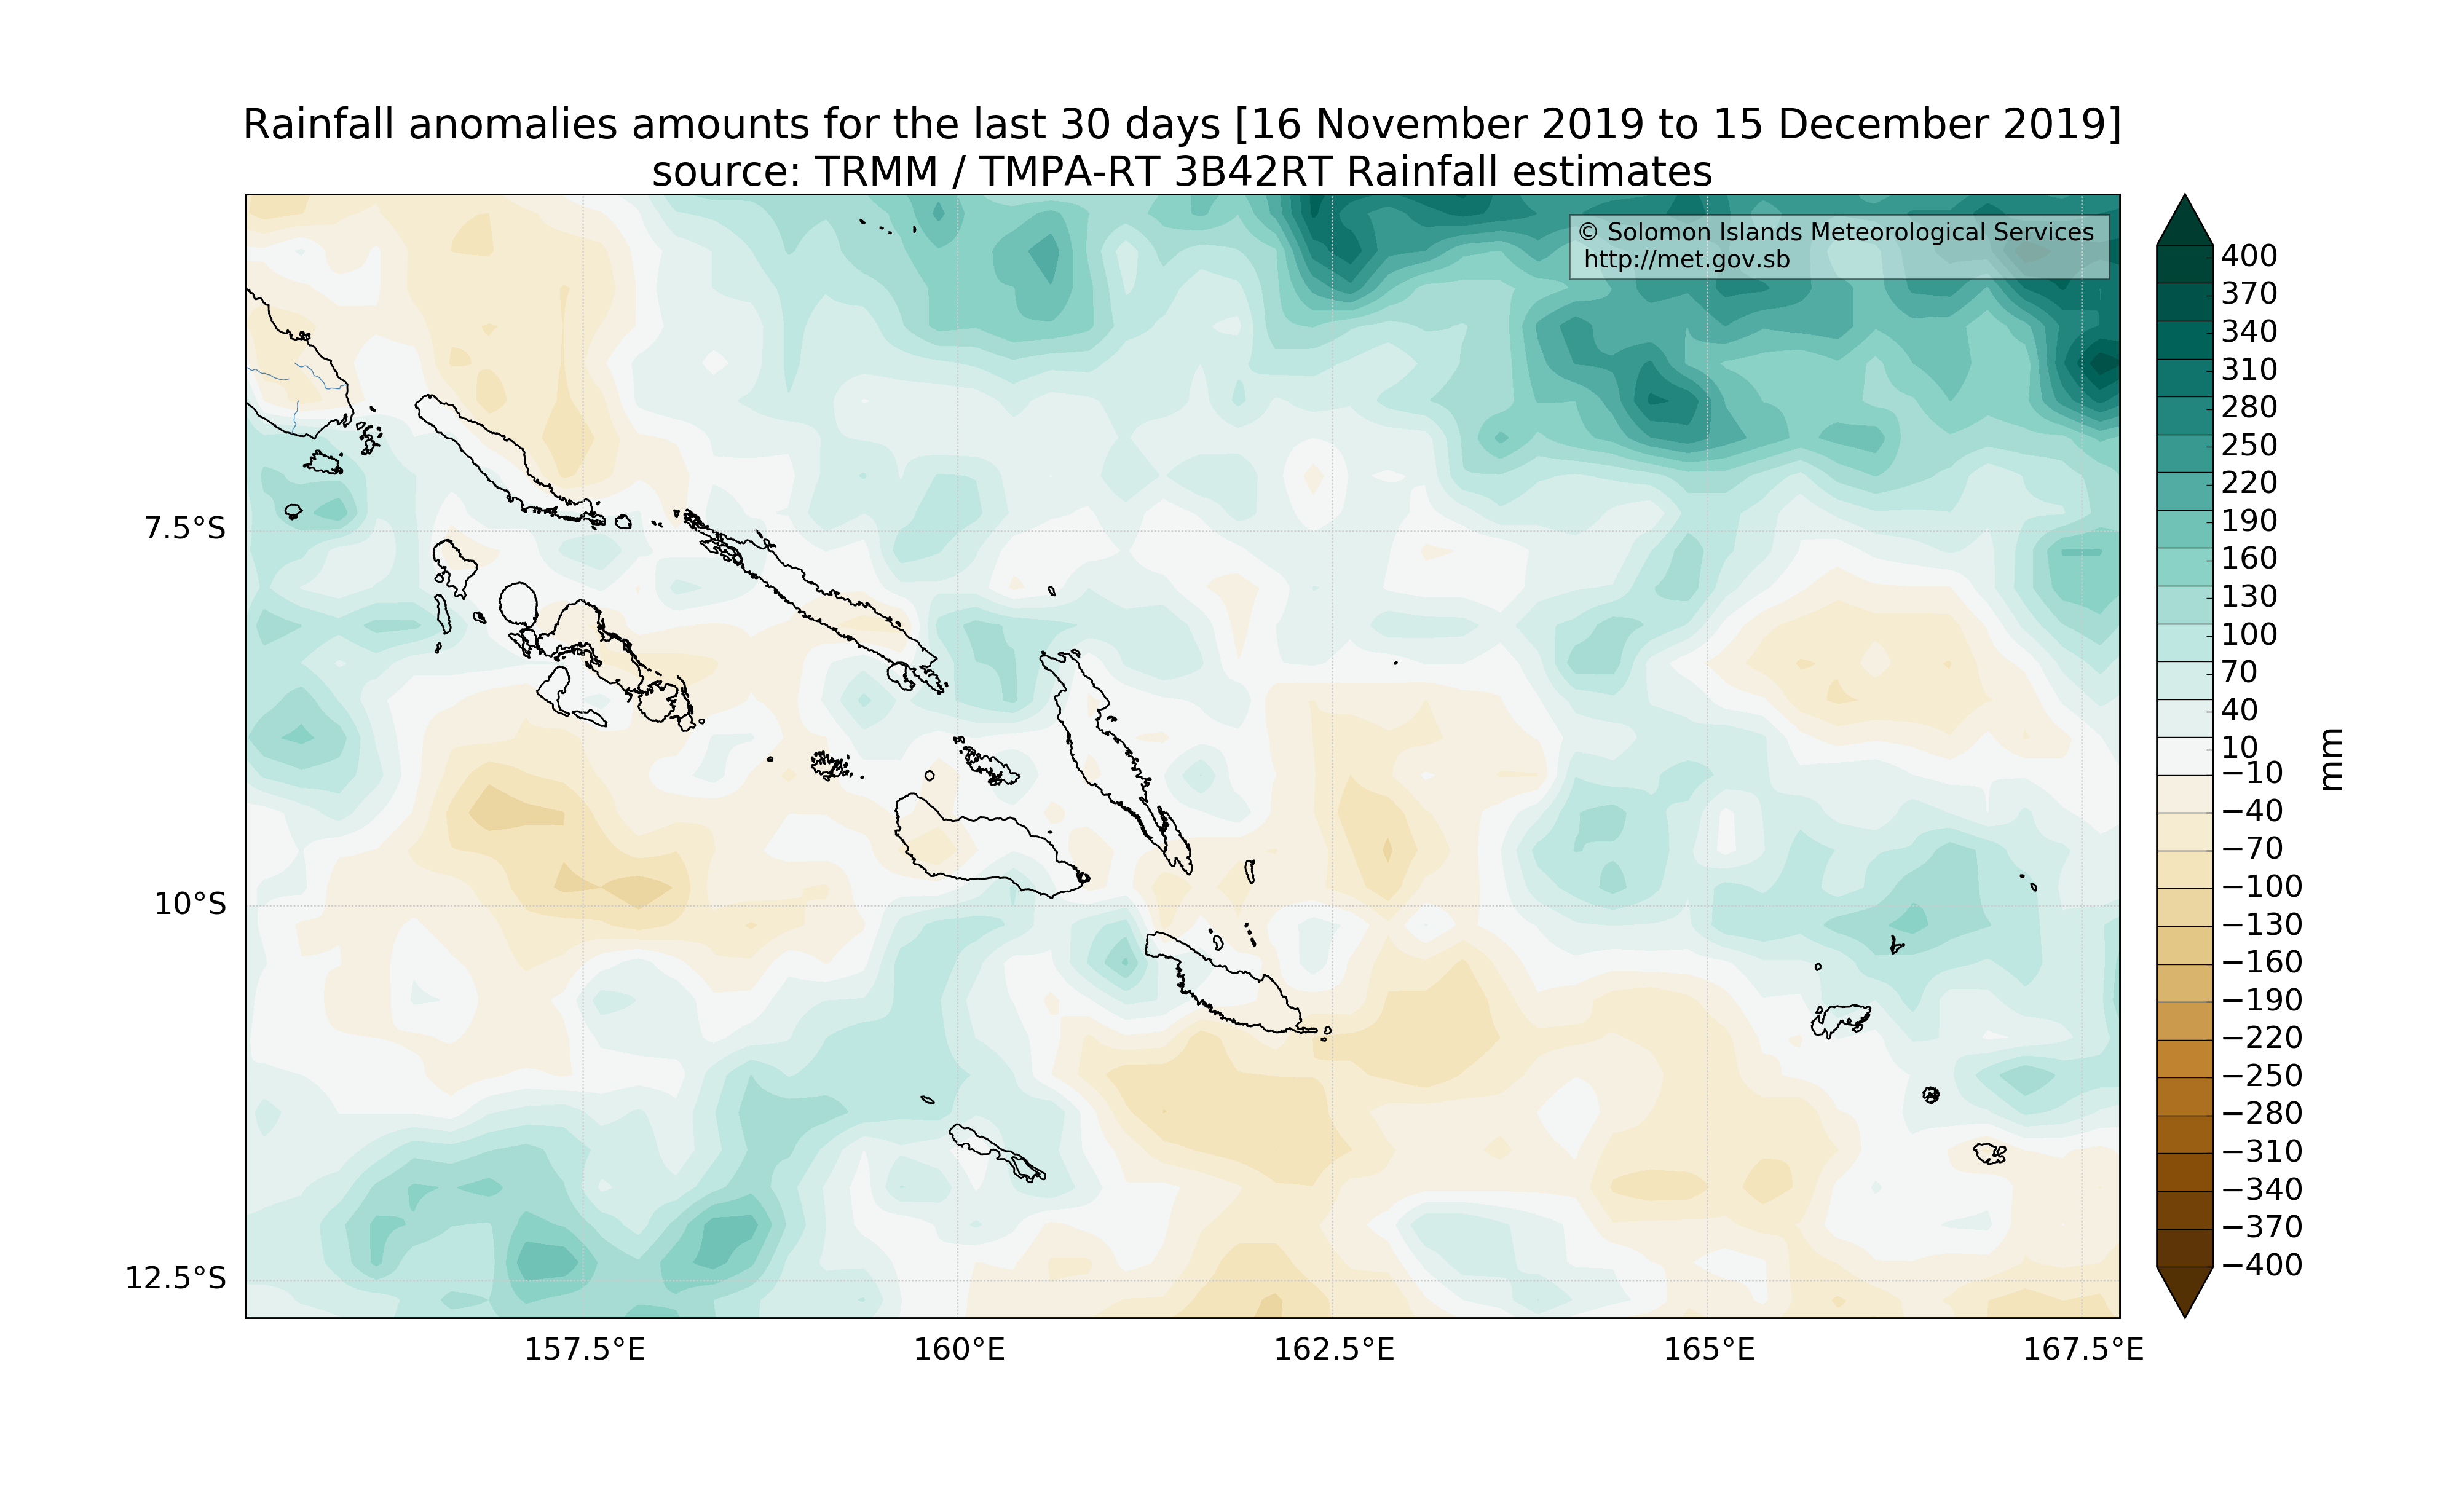 Rainfall anomalies amounts for the last 30 days [16 November 2019 to 15 December 2019]
source: TRMM / TMPA-RT 3B42RT Rainfall estimates
© Solomon Islands Meteorological Services
http://met.gov.sb
7.5°S
10°S
12.5°S
157.5°E
160°E
162.5°E
165°E
167.5°E
400
370
340
310
280
250
220
190
160
130
100
70
40
10
−10
−40
−70
−100
−130
−160
−190
−220
−250
−280
−310
−340
−370
−400
mm